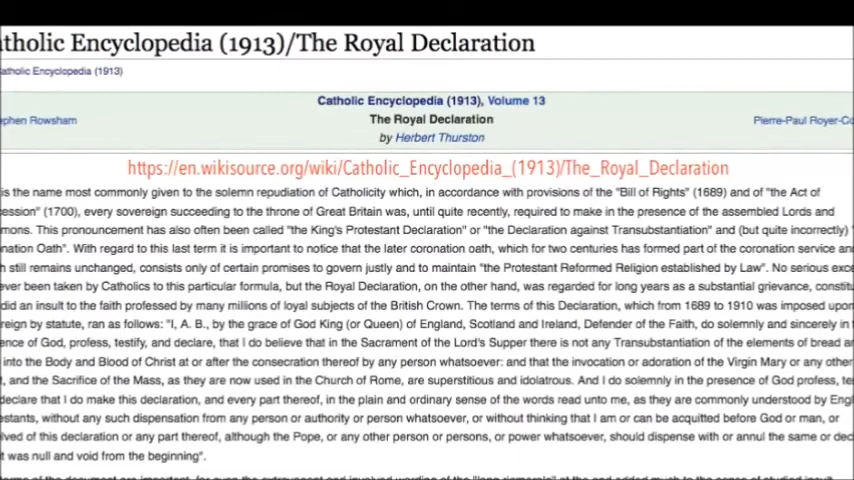 tholic Encyclopedia (1913)/The Royal Declaration
atholic Encyclopedia (1913)
Catholic Encyclopedia (1913), Volume 13
ephen Rowsham The Royal Declaration Pierre-Paul Royer-Co
by Herbert Thurston
https://en.wikisource.org/wiki/Catholic_Encyclopedia_(1913)/The_Royal_Declaration
is the name most commonly given to the solemn repudiation of Catholicity which, in accordance with provisions of the "Bill of Rights" (1689) and of "the Act of
ession" (1700), every sovereign succeeding to the throne of Great Britain was, until quite recently, required to make in the presence of the assembled Lords and
mons. This pronouncement has also often been called "the King's Protestant Declaration" or "the Declaration against Transubstantiation" and (but quite incorrectly) "
nation Oath". With regard to this last term it is important to notice that the later coronation oath, which for two centuries has formed part of the coronation service and
h still remains unchanged, consists only of certain promises to govern justly and to maintain "the Protestant Reformed Religion established by Law". No serious exce
ever been taken by Catholics to this particular formula, but the Royal Declaration, on the other hand, was regarded for long years as a substantial grievance, constitu
did an insult to the faith professed by many millions of loyal subjects of the British Crown. The terms of this Declaration, which from 1689 to 1910 was imposed upon
reign by statute, ran as follows: "I, A. B., by the grace of God King (or Queen) of England, Scotland and Ireland, Defender of the Faith, do solemnly and sincerely in t
ence of God, profess, testify, and declare, that I do believe that in the Sacrament of the Lord's Supper there is not any Transubstantiation of the elements of bread an
into the Body and Blood of Christ at or after the consecration thereof by any person whatsoever: and that the invocation or adoration of the Virgin Mary or any other
t, and the Sacrifice of the Mass, as they are now used in the Church of Rome, are superstitious and idolatrous. And I do solemnly in the presence of God profess, te
declare that I do make this declaration, and every part thereof, in the plain and ordinary sense of the words read unto me, as they are commonly understood by Engl
estants, without any such dispensation from any person or authority or person whatsoever, or without thinking that I am or can be acquitted before God or man, or
lved of this declaration or any part thereof, although the Pope, or any other person or persons, or power whatsoever, should dispense with or annul the same or decl
t was null and void from the beginning".